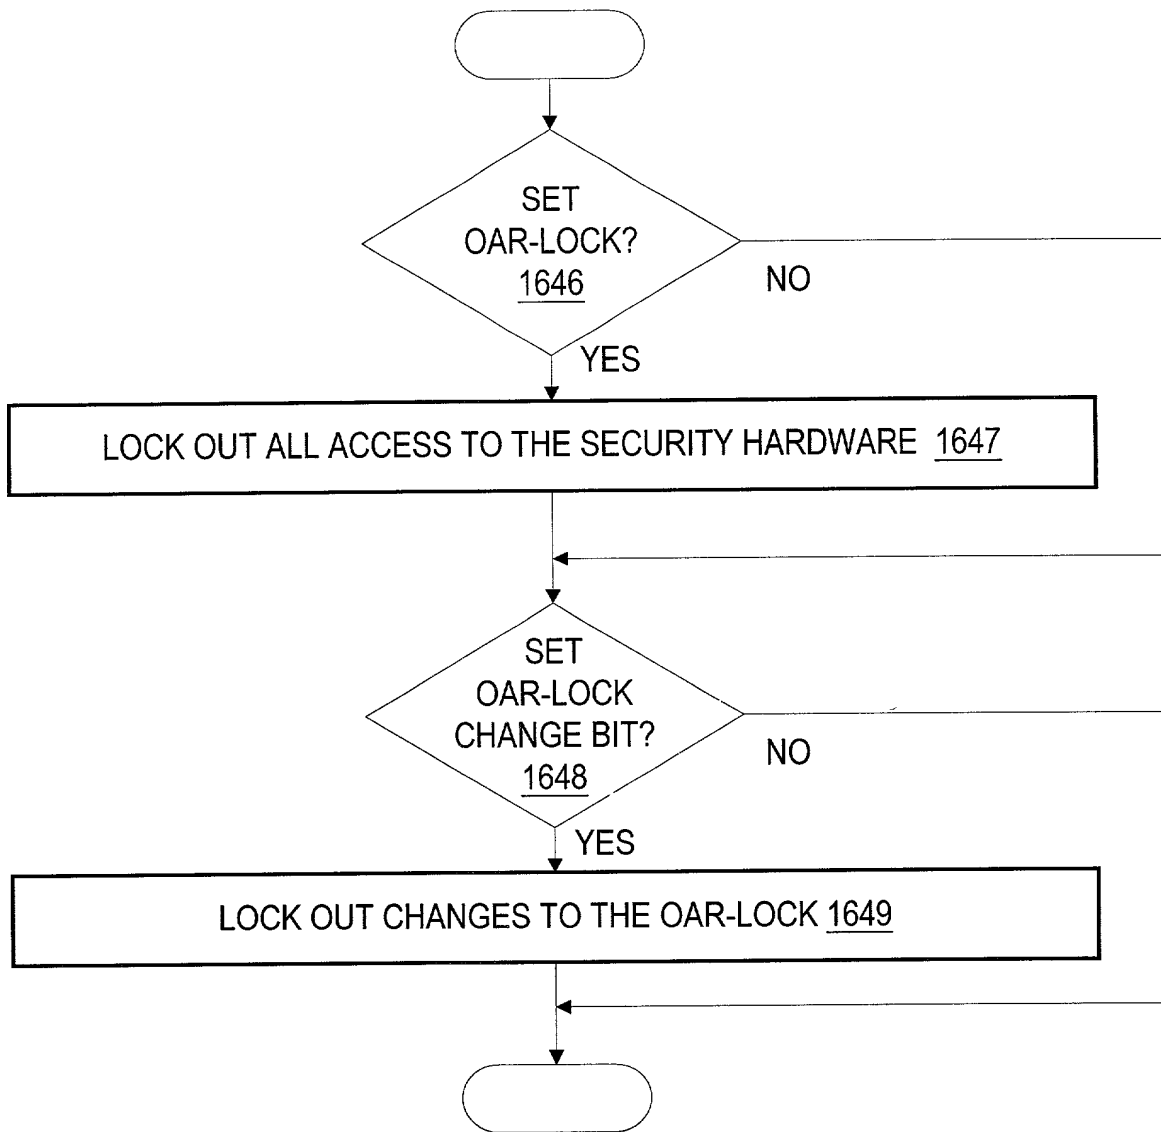 SET
OAR-LOCK?
1646
NO
YES
LOCK OUT ALL ACCESS TO THE SECURITY HARDWARE 1647
SET
OAR-LOCK
CHANGE BIT?
1648
NO
YES
LOCK OUT CHANGES TO THE OAR-LOCK 1649